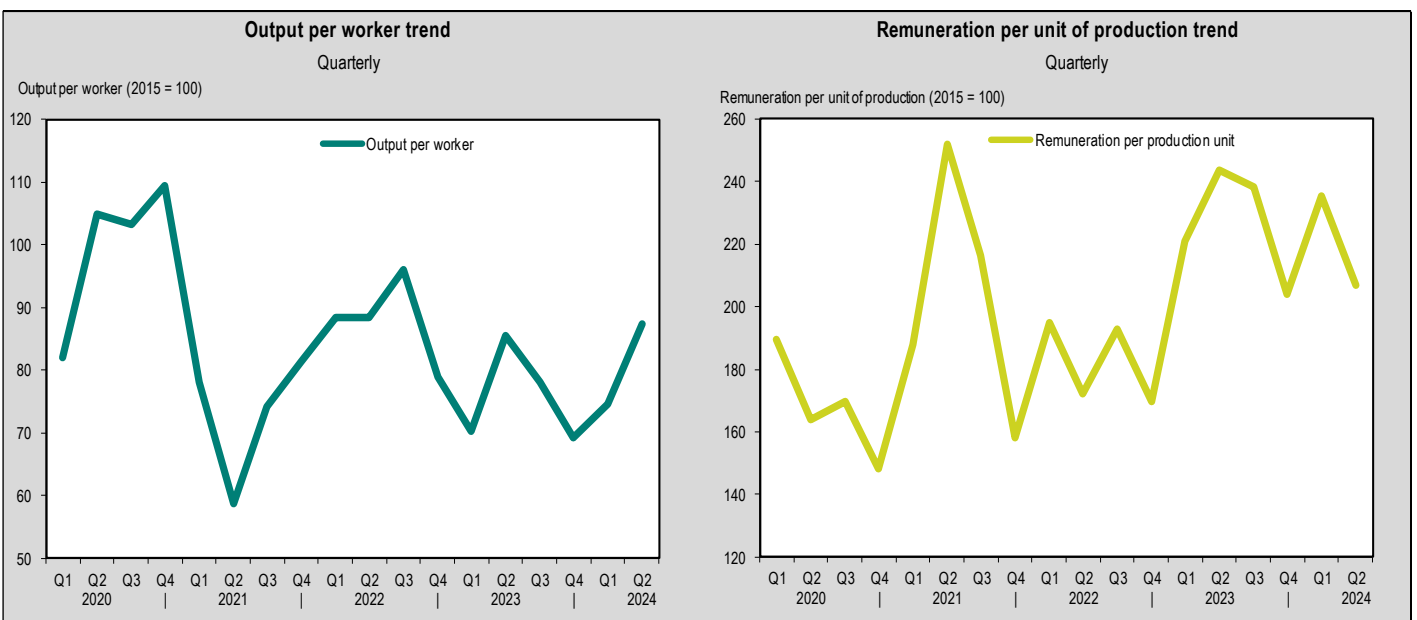 Output per worker trend
Quarterly
Output per worker (2015 = 100)
Output per worker
120
110
100
90
80
70
60
50
Q1 Q2 Q3 Q4 Q1 Q2 Q3 Q4 Q1 Q2 Q3 Q4 Q1 Q2 Q3 Q4 Q1 Q2
2020 | 2021 | 2022 | 2023 | 2024
Remuneration per unit of production trend
Quarterly
Remuneration per unit of production (2015 = 100)
Remuneration per production unit
260
240
220
200
180
160
140
120
Q1 Q2 Q3 Q4 Q1 Q2 Q3 Q4 Q1 Q2 Q3 Q4 Q1 Q2 Q3 Q4 Q1 Q2
2020 | 2021 | 2022 | 2023 | 2024